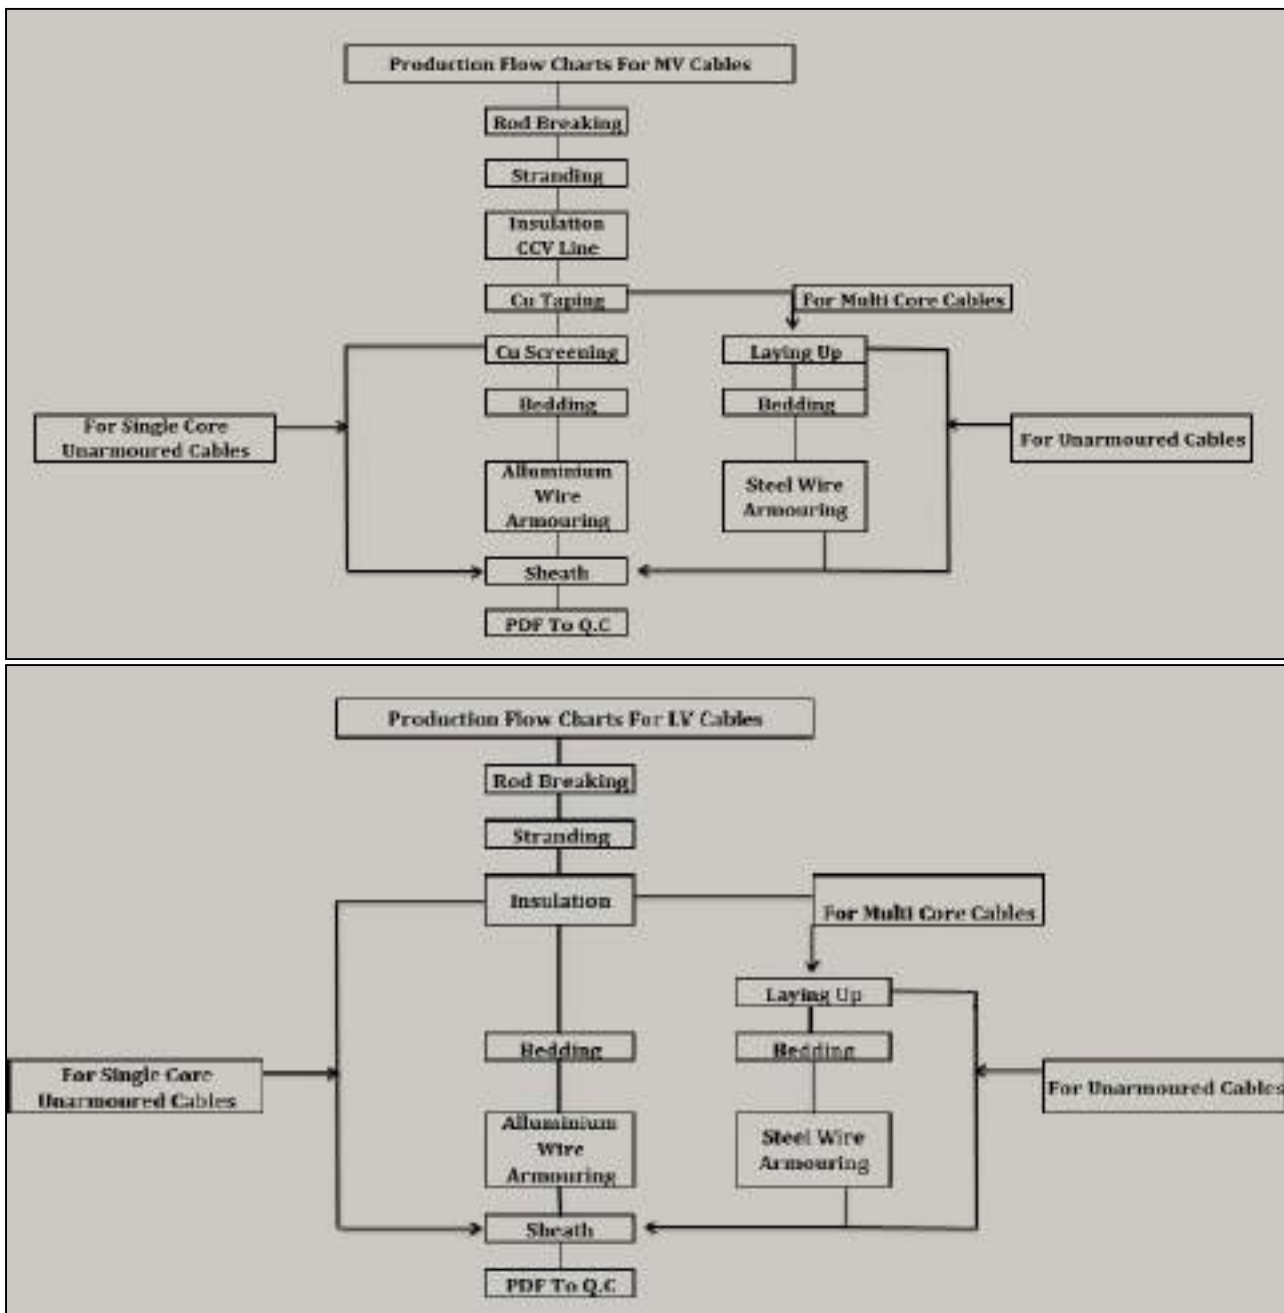 Production Flow Charts For MV Cables
Rod Breaking
Stranding
Insulation
CCV Line
Cu Taping
For Multi Core Cables
Cu Screening
Laying Up
Bedding
Bedding
For Single Core
Unarmoured Cables
For Unarmoured Cables
Alluminium
Wire
Armouring
Steel Wire
Armouring
Sheath
PDF To Q.C
Production Flow Charts For LV Cables
Rod Breaking
Stranding
Insulation
For Multi Core Cables
Laying Up
Bedding
Bedding
For Single Core
Unarmoured Cables
For Unarmoured Cables
Alluminium
Wire
Armouring
Steel Wire
Armouring
Sheath
PDF To Q.C